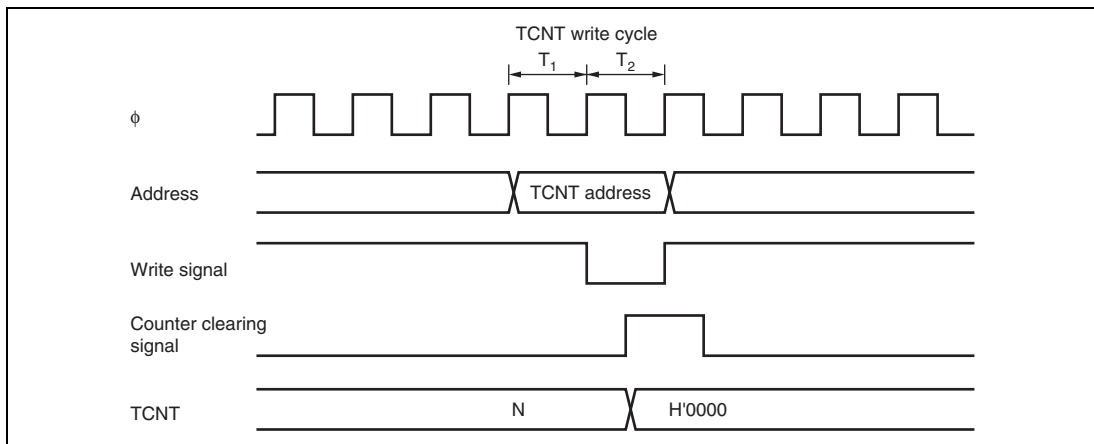 TCNT write cycle
T₁ T₂
ϕ
Address
TCNT address
Write signal
Counter clearing
signal
TCNT
N
H'0000